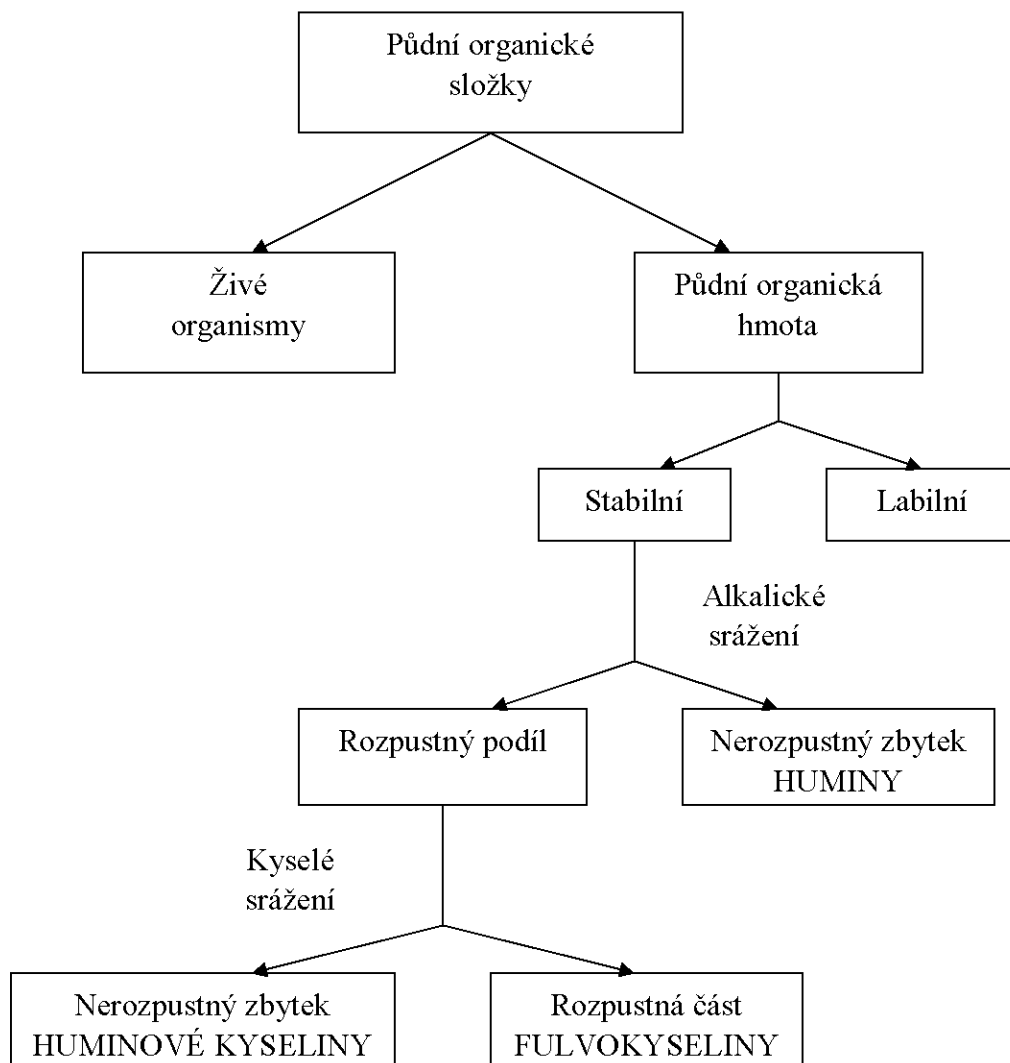 Půdní organické
složky
Živé
organismy
Půdní organická
hmota
Stabilní
Labilní
Alkalické
srážení
Rozpustný podíl
Nerozpustný zbytek
HUMINY
Kyselé
srážení
Nerozpustný zbytek
HUMINOVÉ KYSELINY
Rozpustná část
FULVOKYSELINY